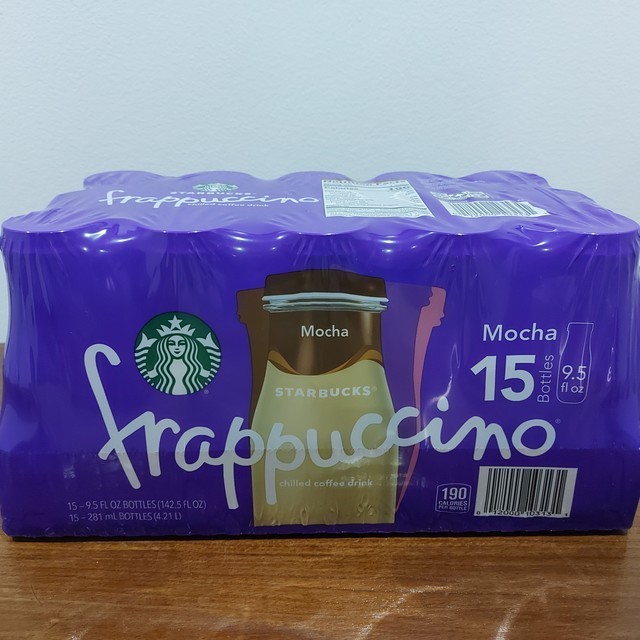 STARBUCKS
frappuccino
Mocha
STARBUCKS®
frappuccino®
chilled coffee drink
Mocha
15
Bottles
9.5
fl oz
190
CALORIES
PER BOTTLE
15 – 9.5 FL OZ BOTTLES (142.5 FL OZ)
15 – 281 mL BOTTLES (4.21 L)